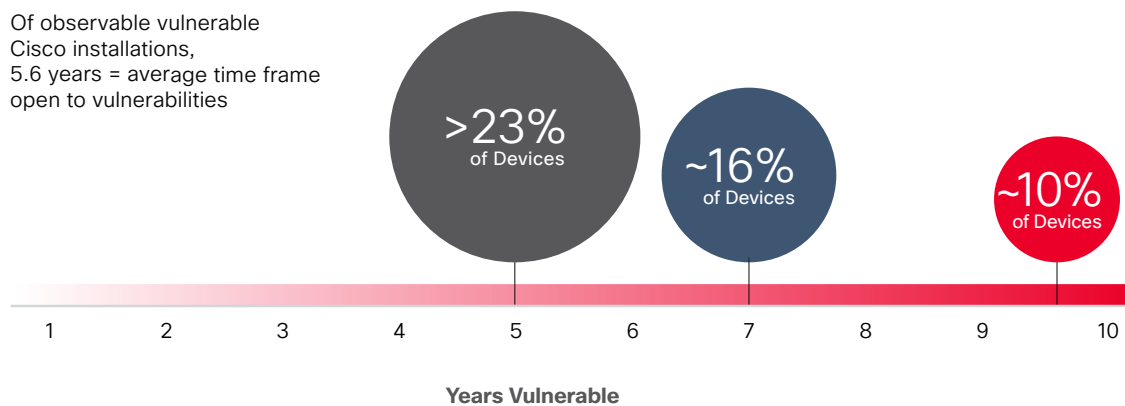 Of observable vulnerable
Cisco installations,
5.6 years = average time frame
open to vulnerabilities
>23%
of Devices
~16%
of Devices
~10%
of Devices
1 2 3 4 5 6 7 8 9 10
Years Vulnerable